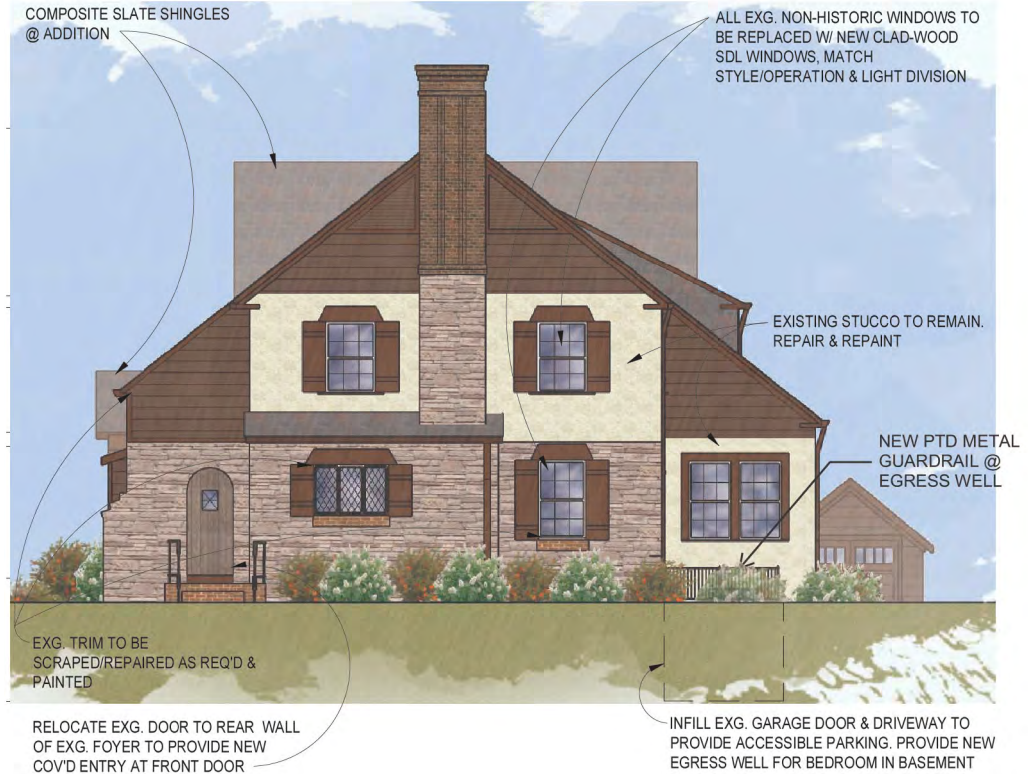 COMPOSITE SLATE SHINGLES
@ ADDITION
ALL EXG. NON-HISTORIC WINDOWS TO
BE REPLACED W/ NEW CLAD-WOOD
SDL WINDOWS, MATCH
STYLE/OPERATION & LIGHT DIVISION
EXISTING STUCCO TO REMAIN.
REPAIR & REPAINT
NEW PTD METAL
GUARDRAIL @
EGRESS WELL
EXG. TRIM TO BE
SCRAPED/REPAIRED AS REQ'D &
PAINTED
RELOCATE EXG. DOOR TO REAR WALL
OF EXG. FOYER TO PROVIDE NEW
COV'D ENTRY AT FRONT DOOR
INFILL EXG. GARAGE DOOR & DRIVEWAY TO
PROVIDE ACCESSIBLE PARKING. PROVIDE NEW
EGRESS WELL FOR BEDROOM IN BASEMENT